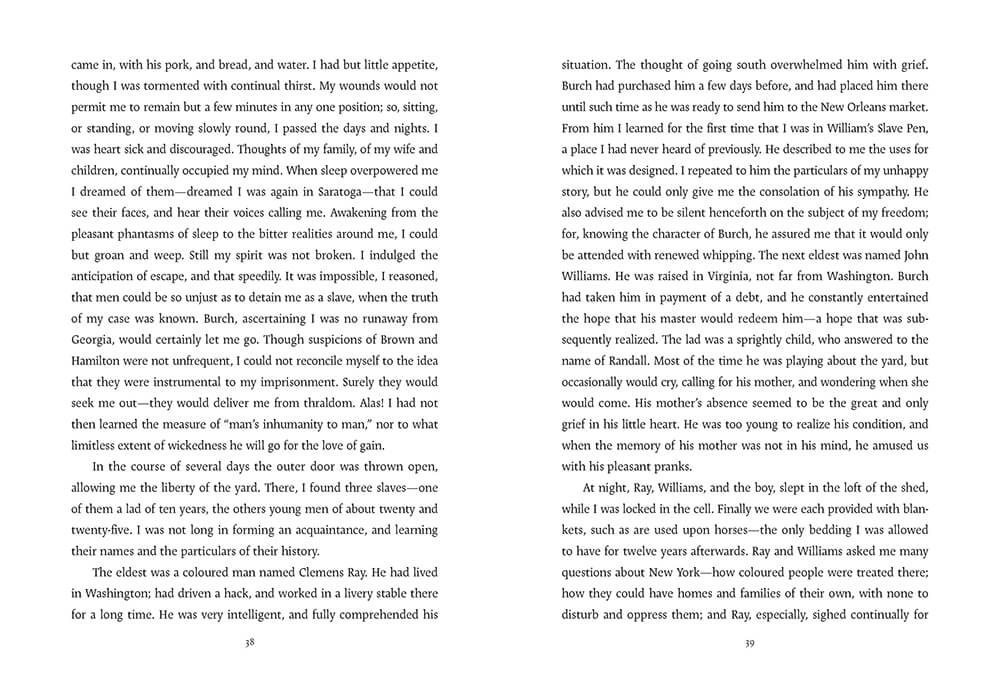 came in, with his pork, and bread, and water. I had but little appetite,
though I was tormented with continual thirst. My wounds would not
permit me to remain but a few minutes in any one position; so, sitting,
or standing, or moving slowly round, I passed the days and nights. I
was heart sick and discouraged. Thoughts of my family, of my wife and
children, continually occupied my mind. When sleep overpowered me
I dreamed of them—dreamed I was again in Saratoga—that I could
see their faces, and hear their voices calling me. Awakening from the
pleasant phantasms of sleep to the bitter realities around me, I could
but groan and weep. Still my spirit was not broken. I indulged the
anticipation of escape, and that speedily. It was impossible, I reasoned,
that men could be so unjust as to detain me as a slave, when the truth
of my case was known. Burch, ascertaining I was no runaway from
Georgia, would certainly let me go. Though suspicions of Brown and
Hamilton were not unfrequent, I could not reconcile myself to the idea
that they were instrumental to my imprisonment. Surely they would
seek me out—they would deliver me from thraldom. Alas! I had not
then learned the measure of “man’s inhumanity to man,” nor to what
limitless extent of wickedness he will go for the love of gain.
In the course of several days the outer door was thrown open,
allowing me the liberty of the yard. There, I found three slaves—one
of them a lad of ten years, the others young men of about twenty and
twenty-five. I was not long in forming an acquaintance, and learning
their names and the particulars of their history.
The eldest was a coloured man named Clemens Ray. He had lived
in Washington; had driven a hack, and worked in a livery stable there
for a long time. He was very intelligent, and fully comprehended his
38
situation. The thought of going south overwhelmed him with grief.
Burch had purchased him a few days before, and had placed him there
until such time as he was ready to send him to the New Orleans market.
From him I learned for the first time that I was in William’s Slave Pen,
a place I had never heard of previously. He described to me the uses for
which it was designed. I repeated to him the particulars of my unhappy
story, but he could only give me the consolation of his sympathy. He
also advised me to be silent henceforth on the subject of my freedom;
for, knowing the character of Burch, he assured me that it would only
be attended with renewed whipping. The next eldest was named John
Williams. He was raised in Virginia, not far from Washington. Burch
had taken him in payment of a debt, and he constantly entertained
the hope that his master would redeem him—a hope that was sub-
sequently realized. The lad was a sprightly child, who answered to the
name of Randall. Most of the time he was playing about the yard, but
occasionally would cry, calling for his mother, and wondering when she
would come. His mother’s absence seemed to be the great and only
grief in his little heart. He was too young to realize his condition, and
when the memory of his mother was not in his mind, he amused us
with his pleasant pranks.
At night, Ray, Williams, and the boy, slept in the loft of the shed,
while I was locked in the cell. Finally we were each provided with blan-
kets, such as are used upon horses—the only bedding I was allowed
to have for twelve years afterwards. Ray and Williams asked me many
questions about New York—how coloured people were treated there;
how they could have homes and families of their own, with none to
disturb and oppress them; and Ray, especially, sighed continually for
39